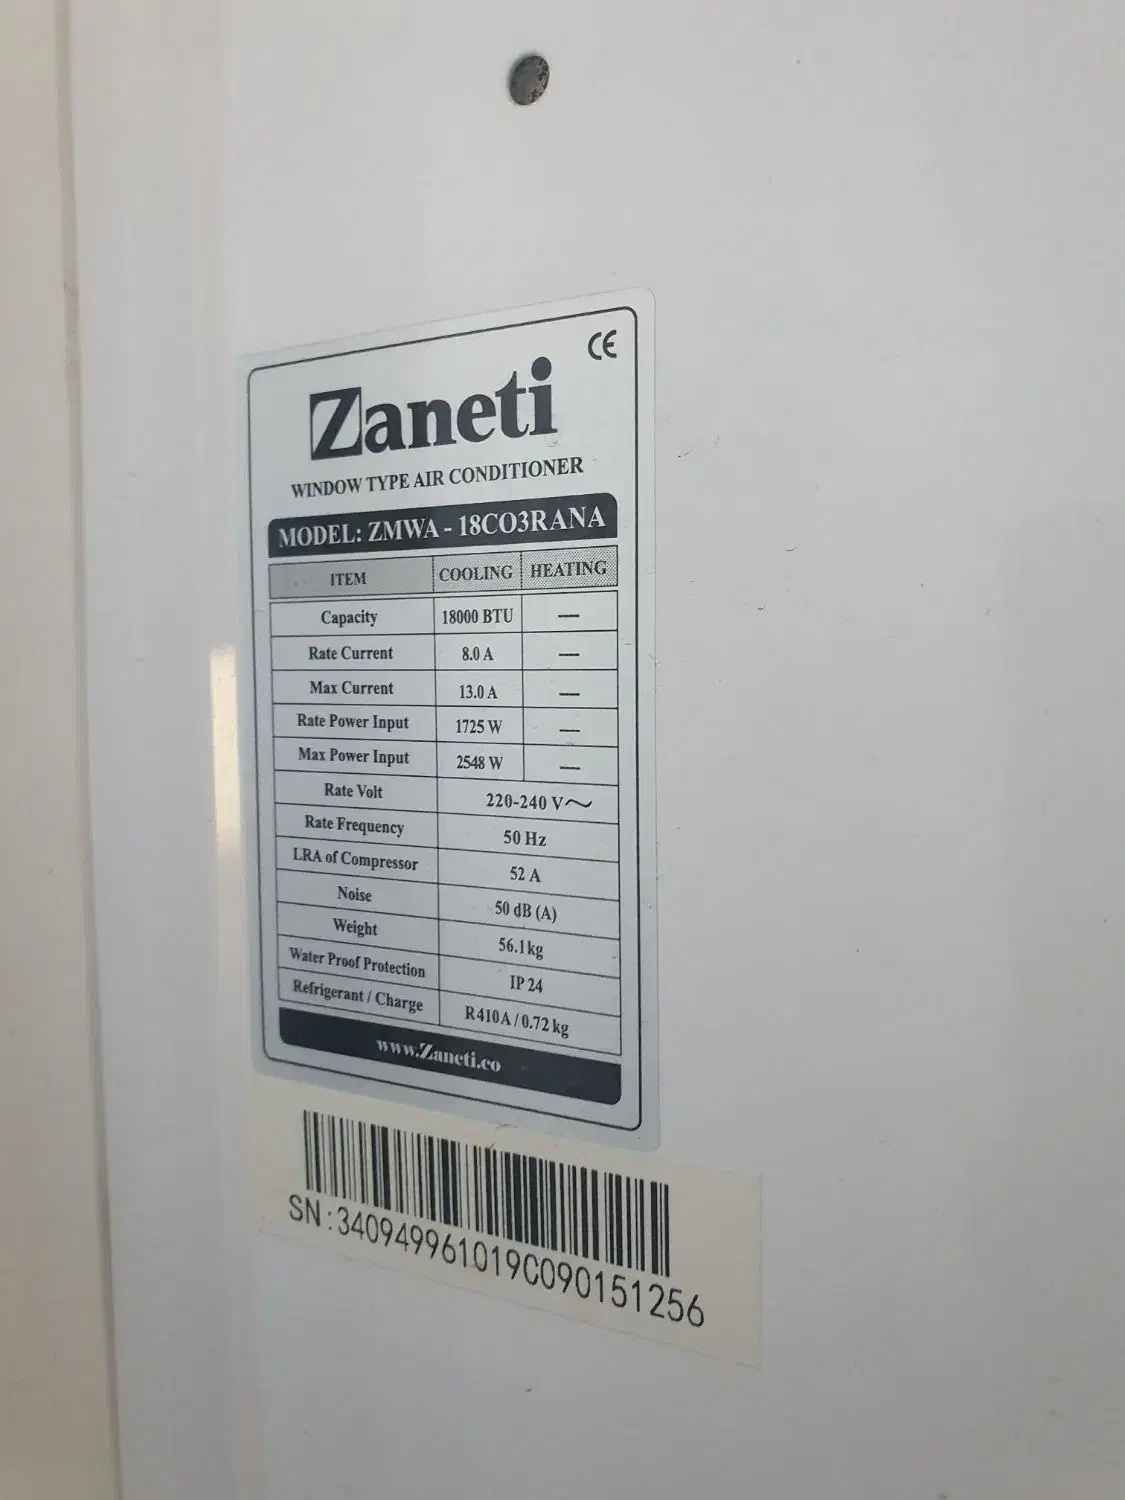 CE
Zaneti
WINDOW TYPE AIR CONDITIONER
MODEL: ZMWA - 18CO3RANA
ITEM COOLING HEATING
Capacity 18000 BTU —
Rate Current 8.0 A —
Max Current 13.0 A —
Rate Power Input 1725 W —
Max Power Input 2548 W —
Rate Volt 220-240 V~
Rate Frequency 50 Hz
LRA of Compressor 52 A
Noise 50 dB (A)
Weight 56.1kg
Water Proof Protection IP 24
Refrigerant / Charge R410A / 0.72 kg
www.Zaneti.co
SN:340949961019C090151256